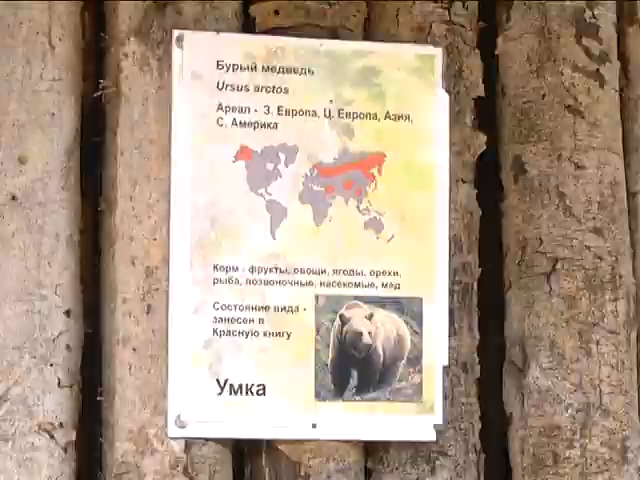 Бурый медведь
Ursus arctos
Ареал - З. Европа, Ц. Европа, Азия,
С. Америка
Корм - фрукты, овощи, ягоды, орехи,
рыба, позвоночные, насекомые, мед
Состояние вида -
занесен в
Красную книгу
Умка